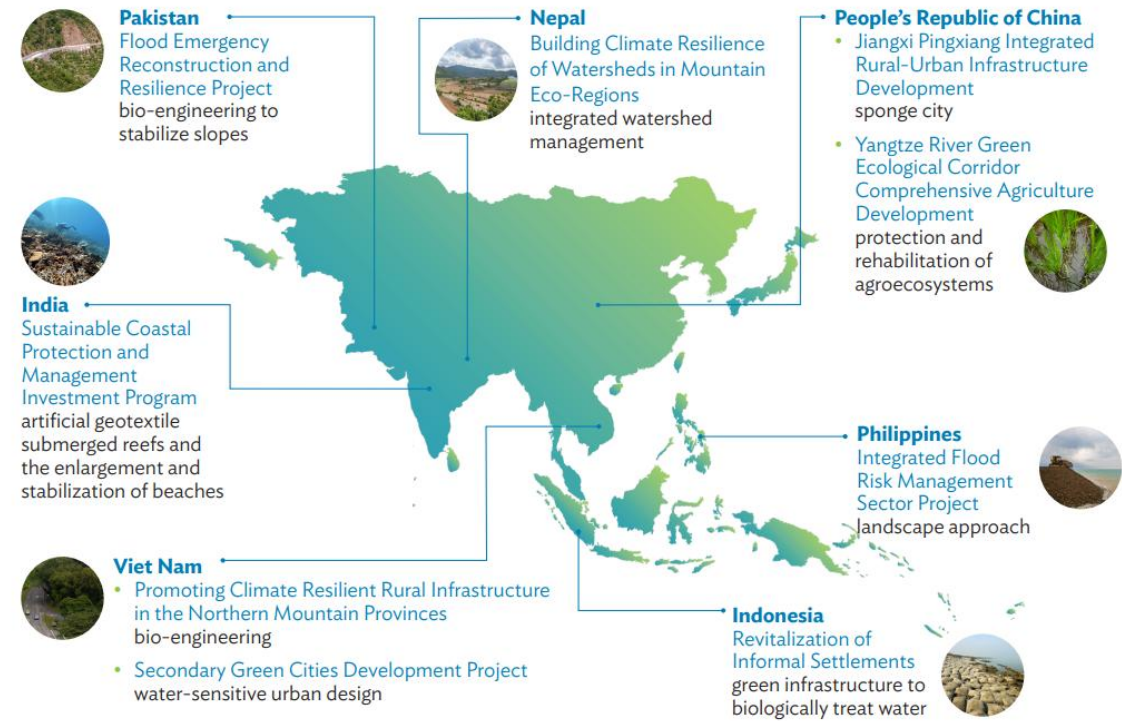 Pakistan
Flood Emergency
Reconstruction and
Resilience Project
bio-engineering to
stabilize slopes
Nepal
Building Climate Resilience
of Watersheds in Mountain
Eco-Regions
integrated watershed
management
People's Republic of China
• Jiangxi Pingxiang Integrated
Rural-Urban Infrastructure
Development
sponge city
• Yangtze River Green
Ecological Corridor
Comprehensive Agriculture
Development
protection and
rehabilitation of
agroecosystems
India
Sustainable Coastal
Protection and
Management
Investment Program
artificial geotextile
submerged reefs and
the enlargement and
stabilization of beaches
Philippines
Integrated Flood
Risk Management
Sector Project
landscape approach
Viet Nam
• Promoting Climate Resilient Rural Infrastructure
in the Northern Mountain Provinces
bio-engineering
• Secondary Green Cities Development Project
water-sensitive urban design
Indonesia
Revitalization of
Informal Settlements
green infrastructure to
biologically treat water